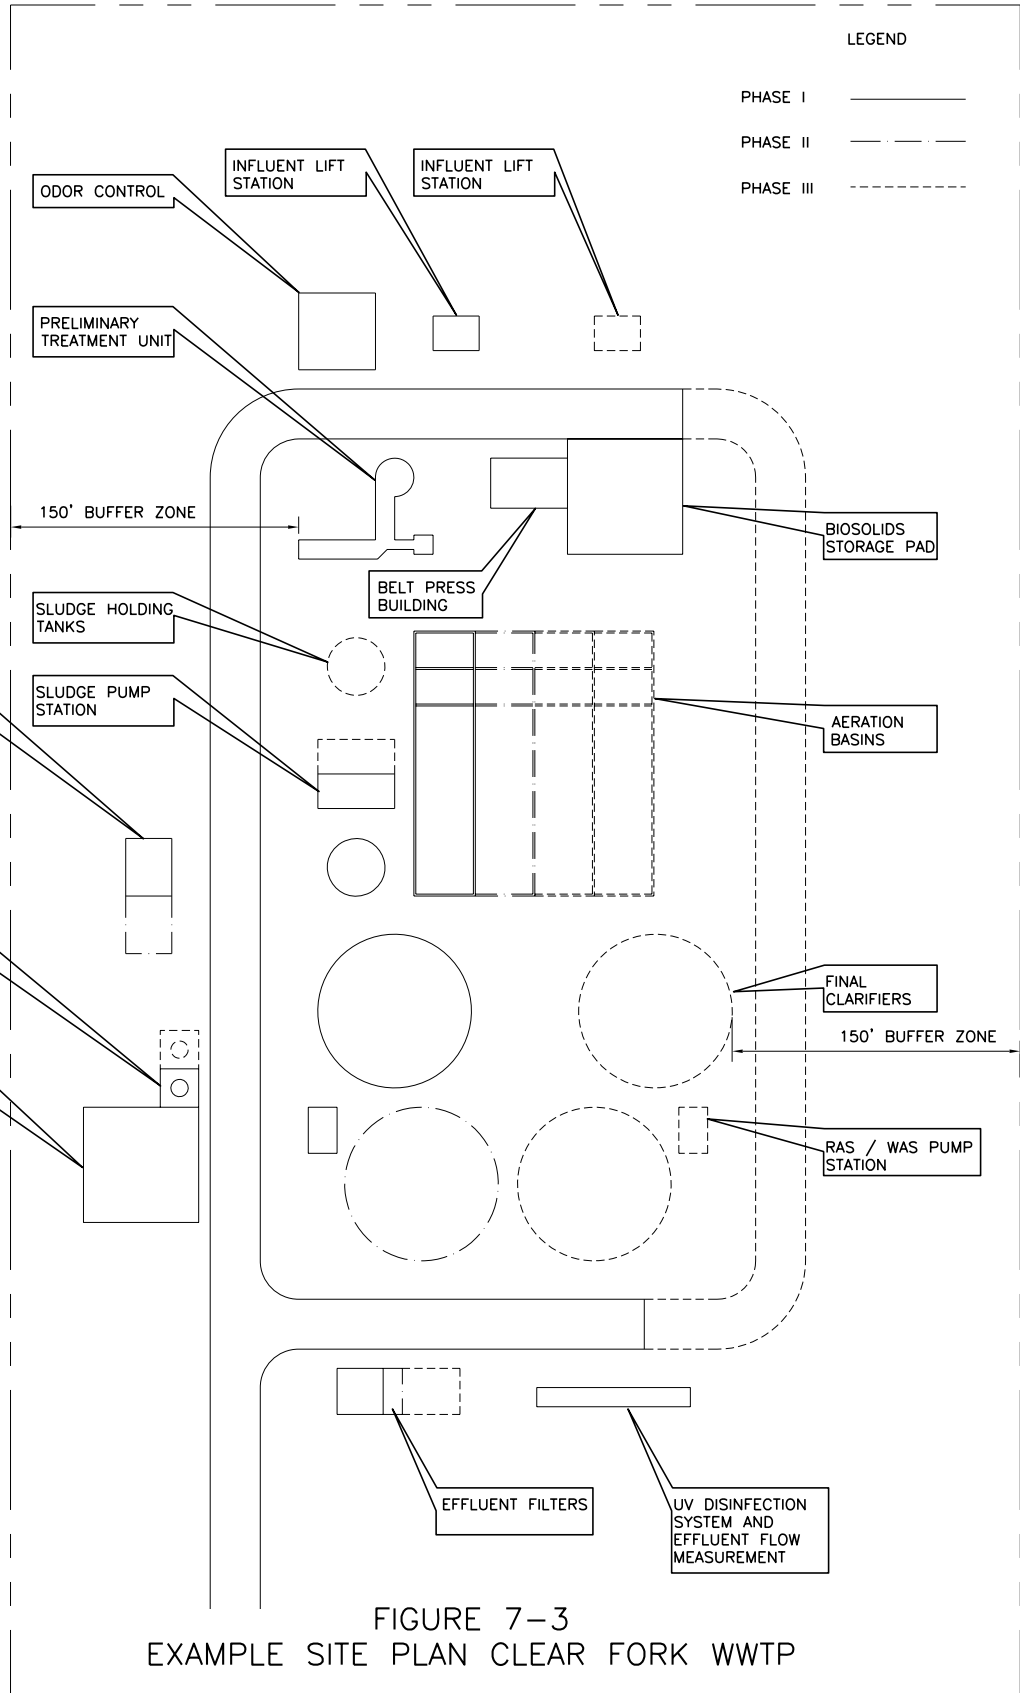 LEGEND
PHASE I
PHASE II
PHASE III
INFLUENT LIFT
STATION
INFLUENT LIFT
STATION
ODOR CONTROL
PRELIMINARY
TREATMENT UNIT
150' BUFFER ZONE
BIOSOLIDS
STORAGE PAD
BELT PRESS
BUILDING
SLUDGE HOLDING
TANKS
SLUDGE PUMP
STATION
AERATION
BASINS
FINAL
CLARIFIERS
150' BUFFER ZONE
RAS / WAS PUMP
STATION
EFFLUENT FILTERS
UV DISINFECTION
SYSTEM AND
EFFLUENT FLOW
MEASUREMENT
FIGURE 7-3
EXAMPLE SITE PLAN CLEAR FORK WWTP